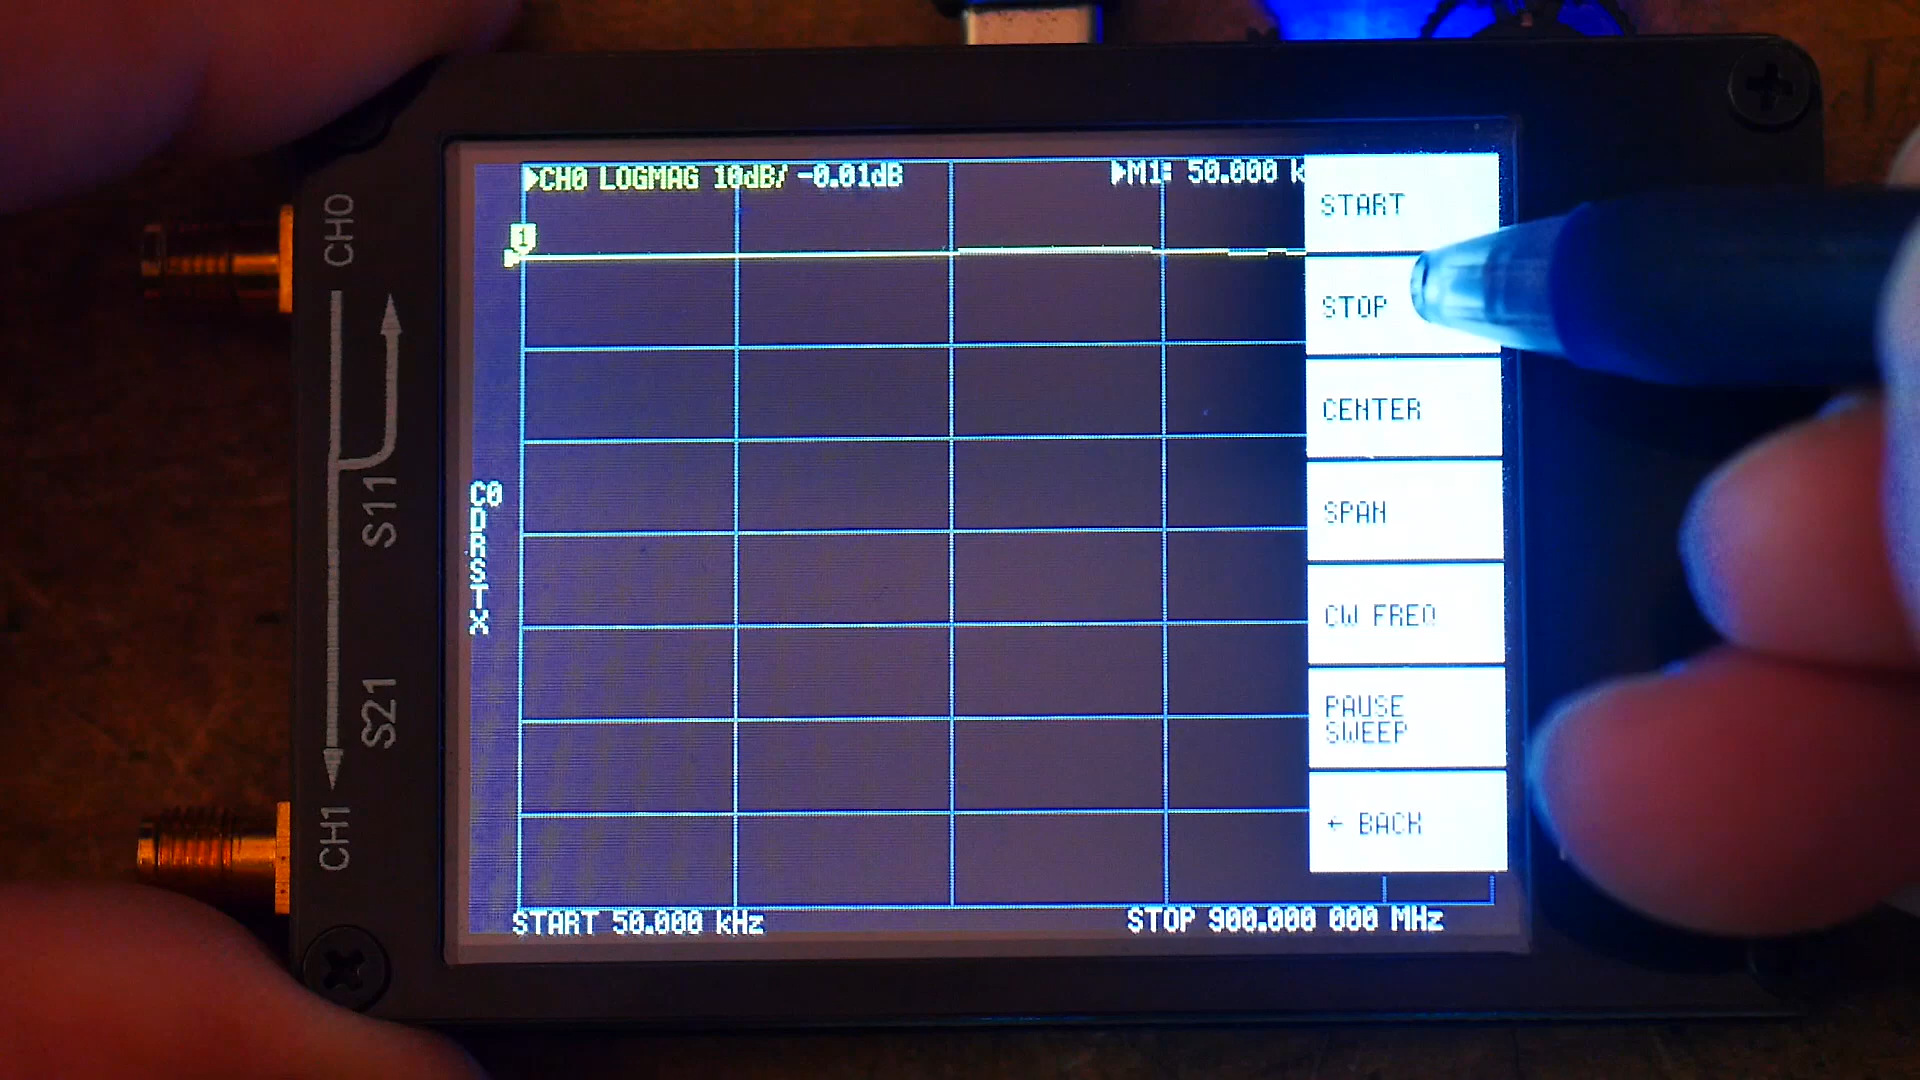 CH0 LOGMAG 10dB/ -0.01dB
M1: 50.000 k
1
START
STOP
CENTER
SPAN
CW FREQ
PAUSE
SWEEP
← BACK
C0
D
R
S
T
X
START 50.000 kHz
STOP 900.000 000 MHz
CH0
S11
S21
CH1